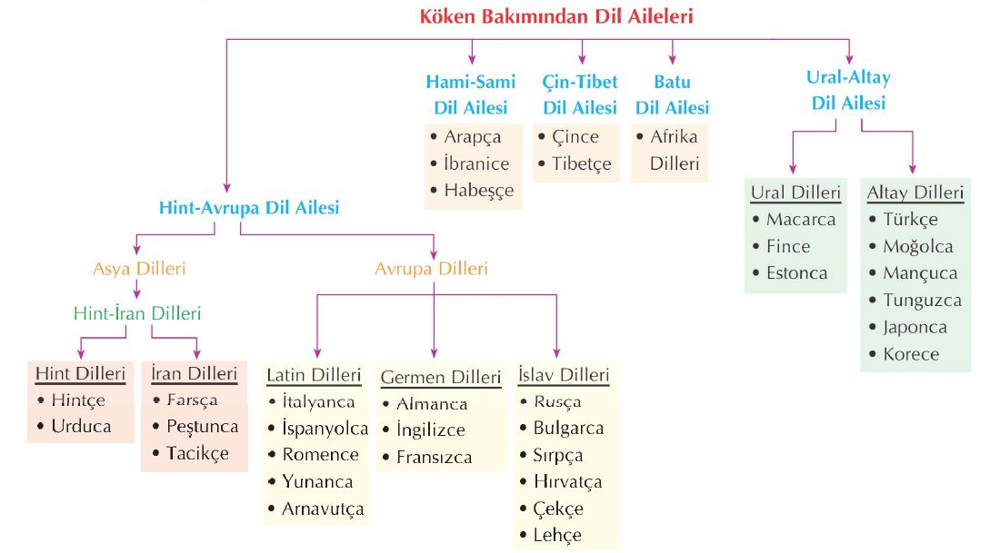 Köken Bakımından Dil Aileleri
Hami-Sami
Dil Ailesi
• Arapça
• İbranice
• Habeşçe
Çin-Tibet
Dil Ailesi
• Çince
• Tibetçe
Batu
Dil Ailesi
• Afrika
Dilleri
Ural-Altay
Dil Ailesi
Ural Dilleri
• Macarca
• Fince
• Estonca
Altay Dilleri
• Türkçe
• Moğolca
• Mançuca
• Tunguzca
• Japonca
• Korece
Hint-Avrupa Dil Ailesi
Asya Dilleri
Hint-İran Dilleri
Hint Dilleri
• Hintçe
• Urduca
İran Dilleri
• Farsça
• Peştunca
• Tacikçe
Avrupa Dilleri
Latin Dilleri
• İtalyanca
• İspanyolca
• Romence
• Yunanca
• Arnavutça
Germen Dilleri
• Almanca
• İngilizce
• Fransızca
İslav Dilleri
• Rusça
• Bulgarca
• Sırpça
• Hırvatça
• Çekçe
• Lehçe